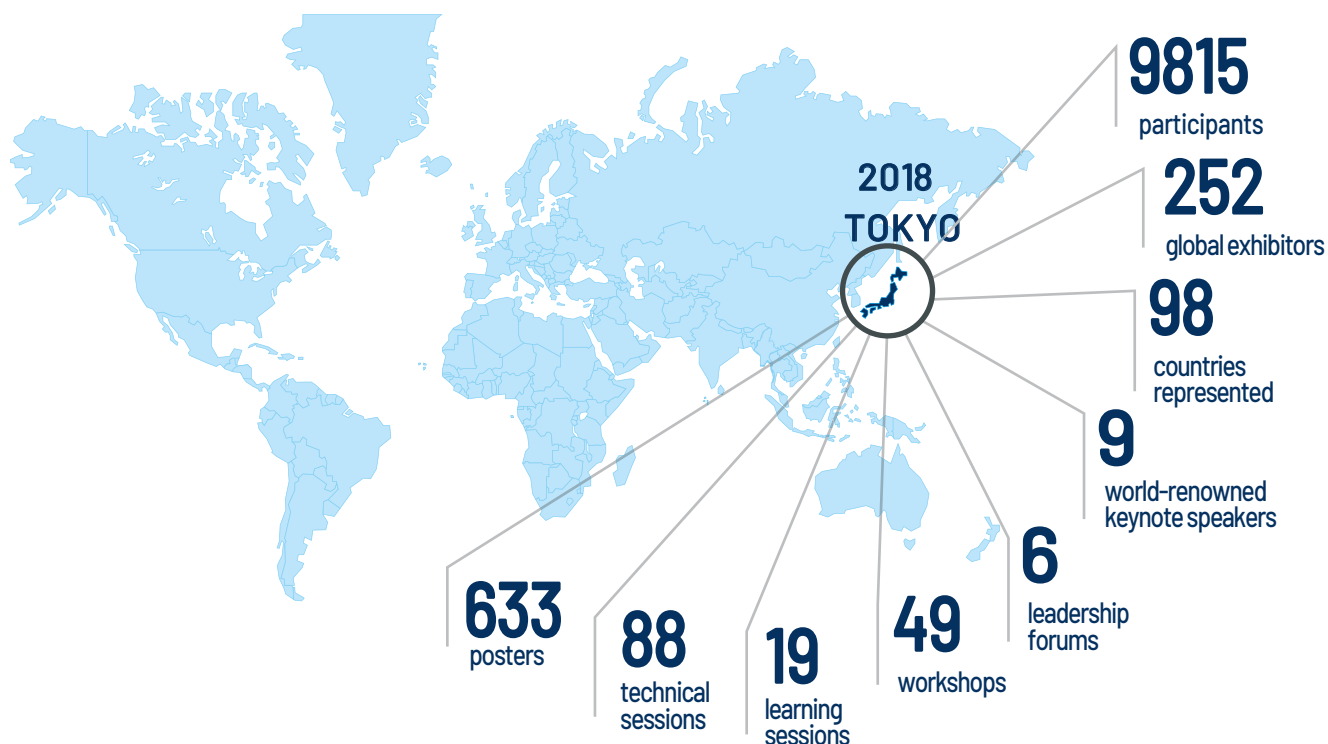 2018
TOKYO
9815
participants
252
global exhibitors
98
countries
represented
9
world-renowned
keynote speakers
6
leadership
forums
49
workshops
19
learning
sessions
88
technical
sessions
633
posters